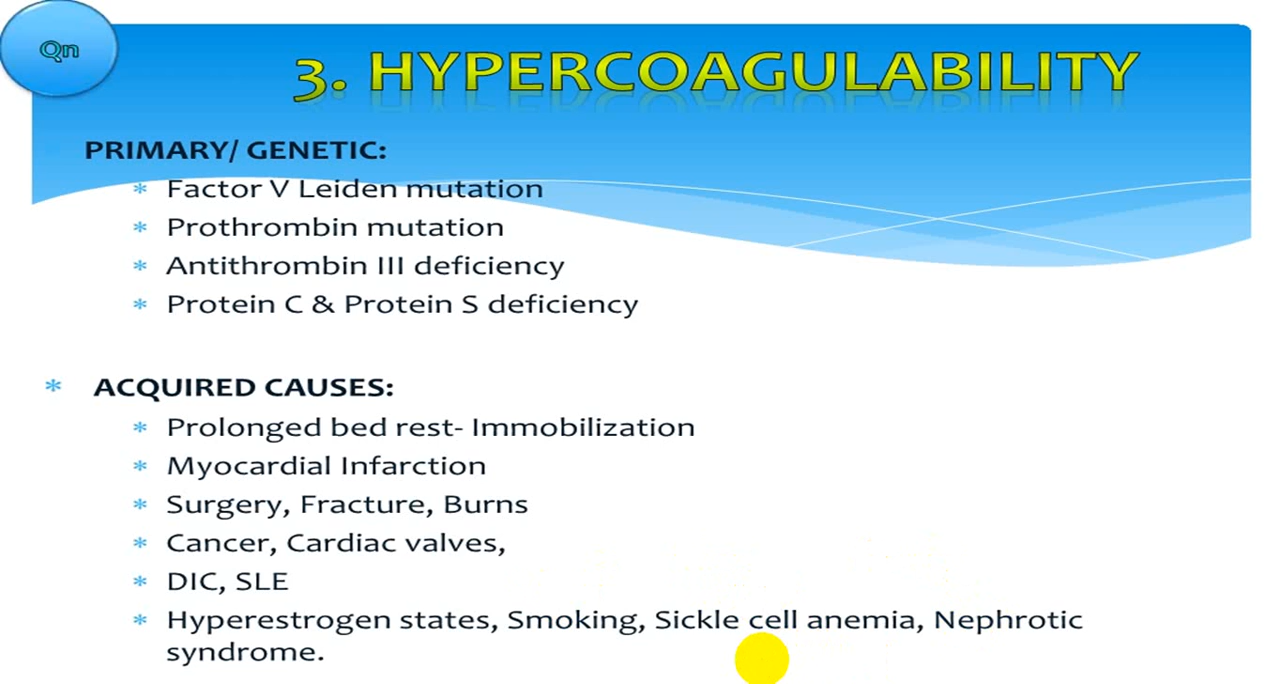 Qn
3. HYPERCOAGULABILITY
PRIMARY/ GENETIC:
* Factor V Leiden mutation
* Prothrombin mutation
* Antithrombin III deficiency
* Protein C & Protein S deficiency
* ACQUIRED CAUSES:
* Prolonged bed rest- Immobilization
* Myocardial Infarction
* Surgery, Fracture, Burns
* Cancer, Cardiac valves,
* DIC, SLE
* Hyperestrogen states, Smoking, Sickle cell anemia, Nephrotic
syndrome.